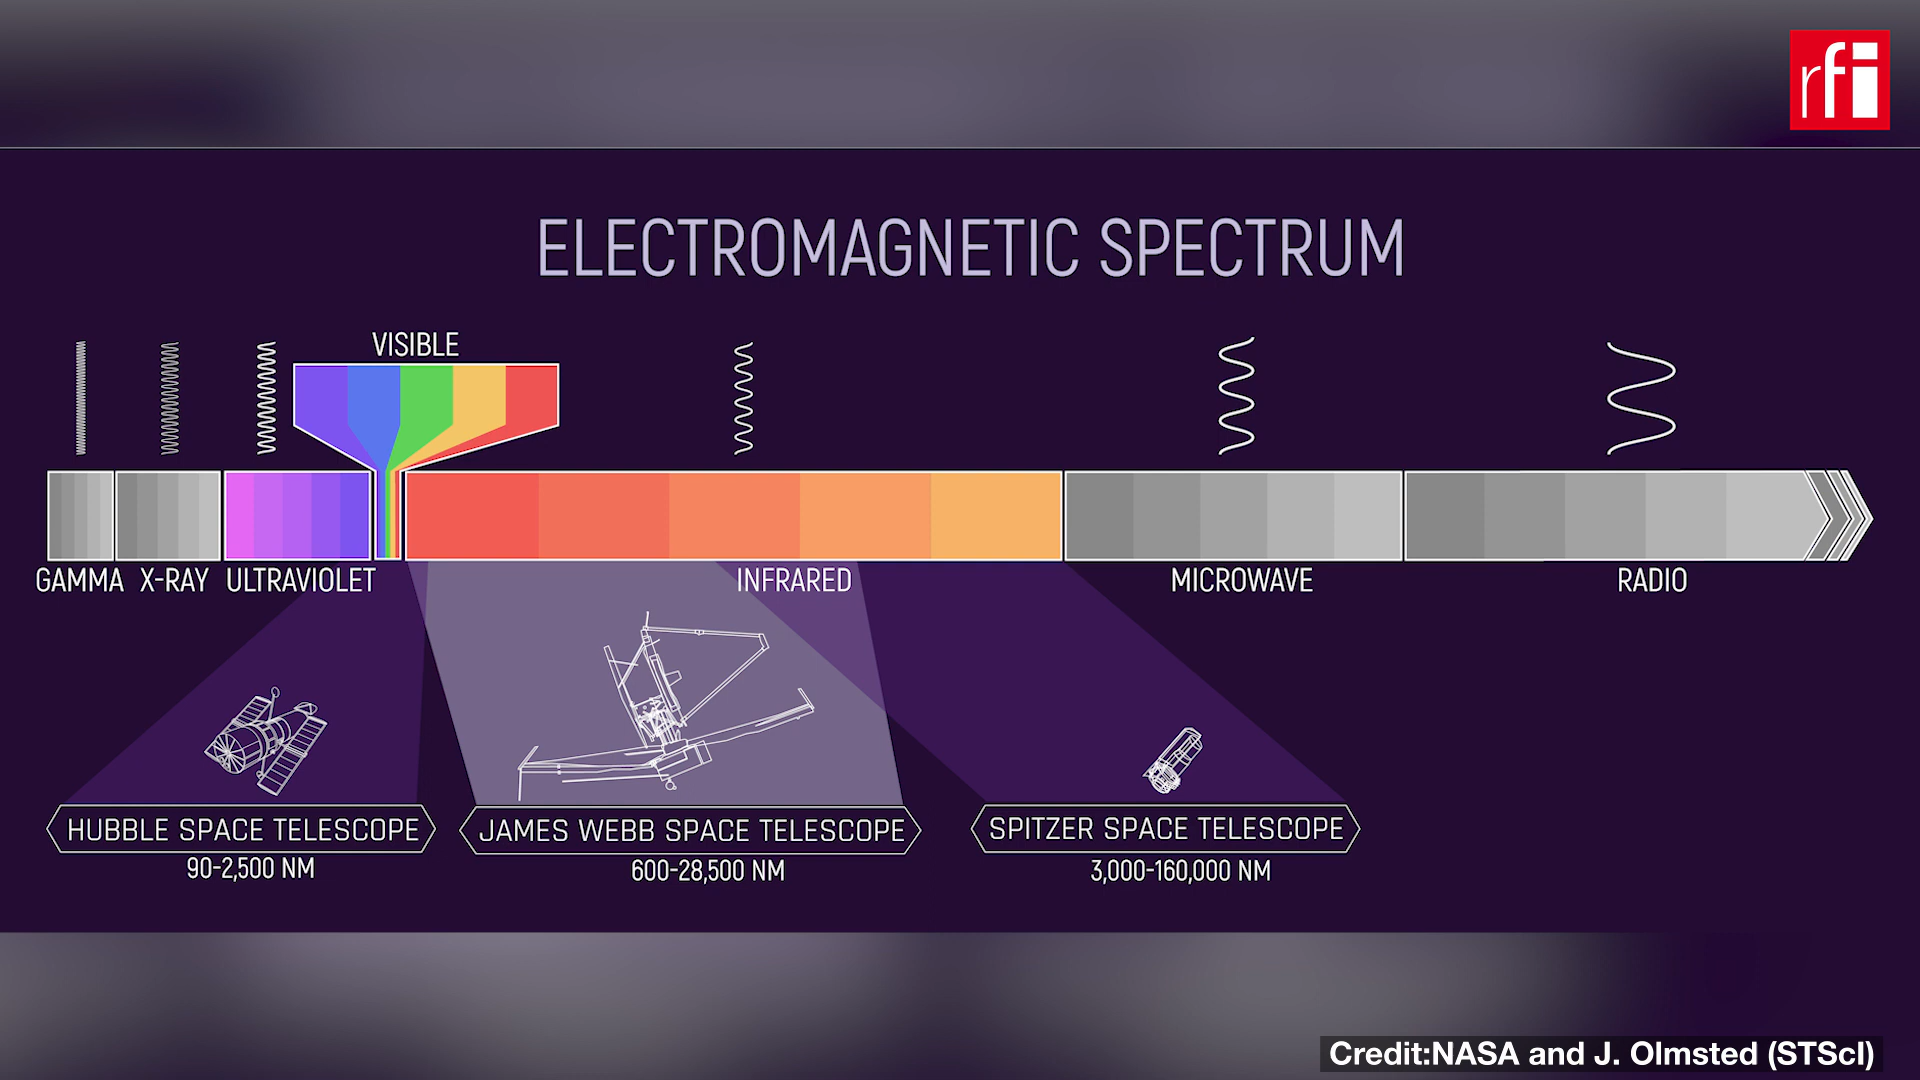 rfi
ELECTROMAGNETIC SPECTRUM
VISIBLE
GAMMA
X-RAY
ULTRAVIOLET
INFRARED
MICROWAVE
RADIO
HUBBLE SPACE TELESCOPE
90-2,500 NM
JAMES WEBB SPACE TELESCOPE
600-28,500 NM
SPITZER SPACE TELESCOPE
3,000-160,000 NM
Credit:NASA and J. Olmsted (STScI)